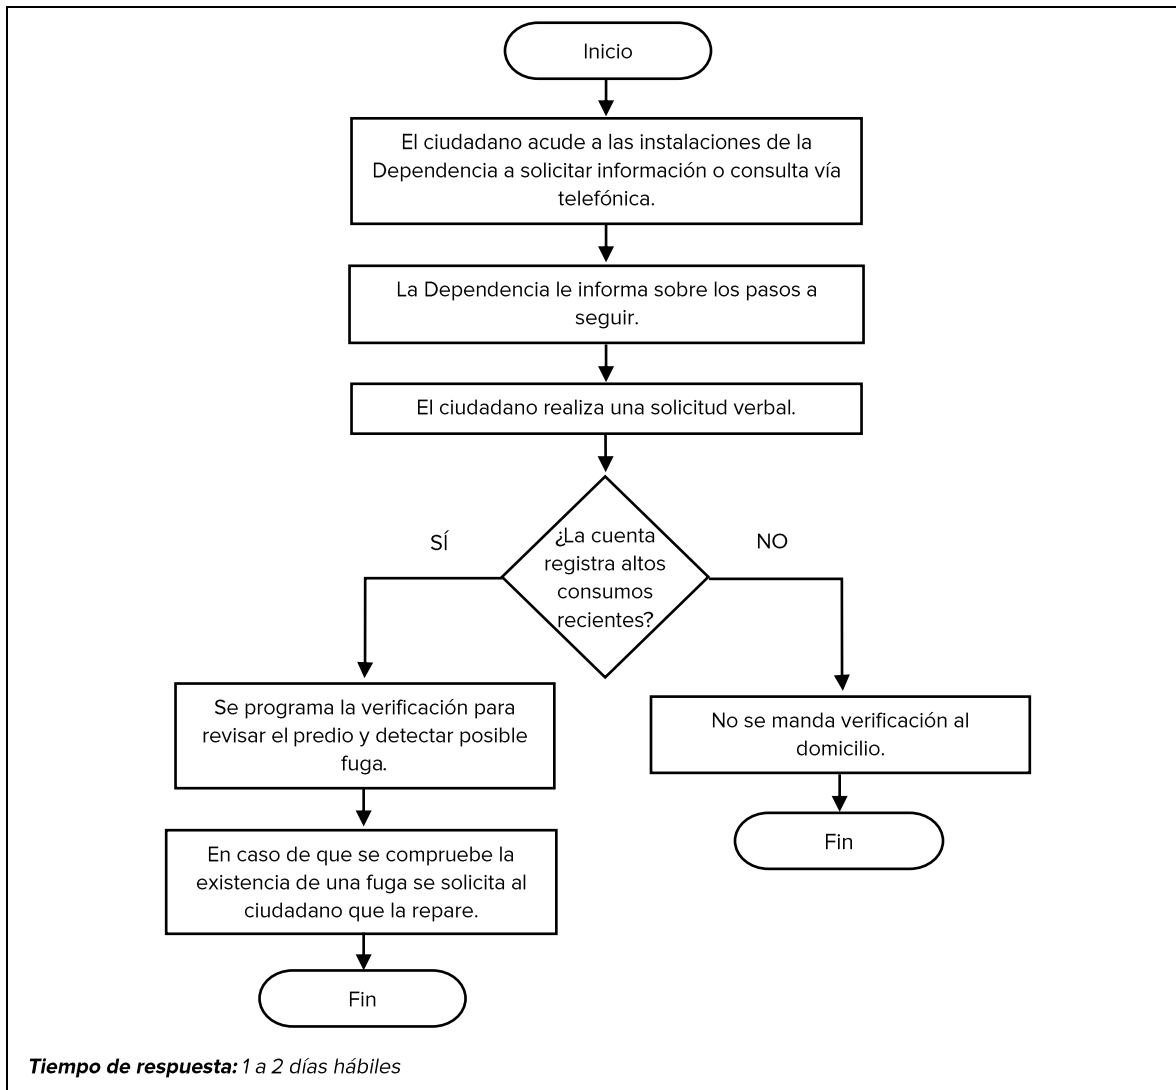 Inicio
El ciudadano acude a las instalaciones de la
Dependencia a solicitar información o consulta vía
telefónica.
La Dependencia le informa sobre los pasos a
seguir.
El ciudadano realiza una solicitud verbal.
¿La cuenta
registra altos
consumos
recientes?
SÍ
NO
Se programa la verificación para
revisar el predio y detectar posible
fuga.
No se manda verificación al
domicilio.
En caso de que se compruebe la
existencia de una fuga se solicita al
ciudadano que la repare.
Fin
Fin
Tiempo de respuesta: 1 a 2 días hábiles